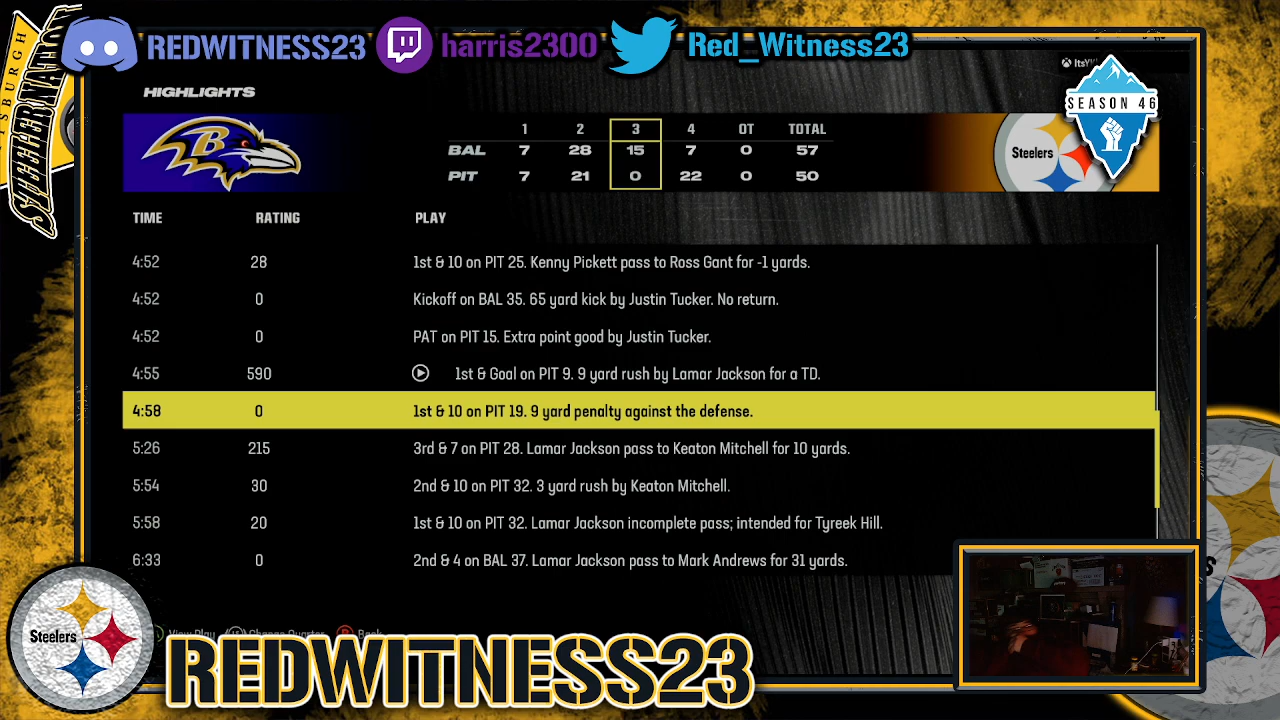 REDWITNESS23 harris2300 Red_Witness23
STEELER NATION
HIGHLIGHTS
SEASON 46
1 2 3 4 OT TOTAL
BAL 7 28 15 7 0 57
PIT 7 21 0 22 0 50
B
Steelers
TIME RATING PLAY
4:52 28 1st & 10 on PIT 25. Kenny Pickett pass to Ross Gant for -1 yards.
4:52 0 Kickoff on BAL 35. 65 yard kick by Justin Tucker. No return.
4:52 0 PAT on PIT 15. Extra point good by Justin Tucker.
4:55 590 1st & Goal on PIT 9. 9 yard rush by Lamar Jackson for a TD.
4:58 0 1st & 10 on PIT 19. 9 yard penalty against the defense.
5:26 215 3rd & 7 on PIT 28. Lamar Jackson pass to Keaton Mitchell for 10 yards.
5:54 30 2nd & 10 on PIT 32. 3 yard rush by Keaton Mitchell.
5:58 20 1st & 10 on PIT 32. Lamar Jackson incomplete pass; intended for Tyreek Hill.
6:33 0 2nd & 4 on BAL 37. Lamar Jackson pass to Mark Andrews for 31 yards.
View Play Change Quarter Back
Steelers
REDWITNESS23